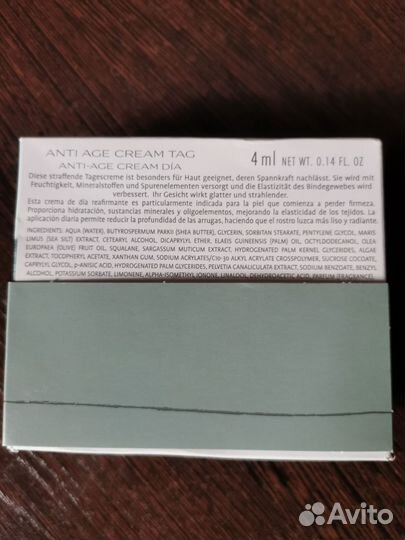 ANTI AGE CREAM TAG
ANTI-AGE CREAM DÍA
4 ml NET WT. 0.14 FL. OZ
Diese straffende Tagescreme ist besonders für Haut geeignet, deren Spannkraft nachlässt. Sie wird mit
Feuchtigkeit, Mineralstoffen und Spurenelementen versorgt und die Elastizität des Bindegewebes wird
verbessert. Ihr Gesicht wirkt glatter und strahlender.
Esta crema de día reafirmante es particularmente indicada para la piel que comienza a perder firmeza.
Proporciona hidratación, sustancias minerales y oligoelementos, mejorando la elasticidad de los tejidos. La
aplicación diaria permite reducir la profundidad de las arrugas, haciendo que el rostro luzca más liso y radiante.
INGREDIENTS: AQUA (WATER), BUTYROSPERMUM PARKII (SHEA BUTTER), GLYCERIN, SORBITAN STEARATE, PENTYLENE GLYCOL, MARIS
LIMUS (SEA SILT) EXTRACT, CETEARYL ALCOHOL, DICAPRYLYL ETHER, ELAEIS GUINEENSIS (PALM) OIL, OCTYLDODECANOL, OLEA
EUROPAEA (OLIVE) FRUIT OIL, SQUALANE, SARGASSUM MUTICUM EXTRACT, HYDROGENATED PALM KERNEL GLYCERIDES, ALGAE
EXTRACT, TOCOPHERYL ACETATE, XANTHAN GUM, SODIUM ACRYLATES/C10-30 ALKYL ACRYLATE CROSSPOLYMER, SUCROSE COCOATE,
CAPRYLYL GLYCOL, p-ANISIC ACID, HYDROGENATED PALM GLYCERIDES, PELVETIA CANALICULATA EXTRACT, SODIUM BENZOATE, BENZYL
ALCOHOL, POTASSIUM SORBATE, LIMONENE, ALPHA-ISOMETHYL IONONE, LINALOOL, DEHYDROACETIC ACID, PARFUM (FRAGRANCE).
Avito